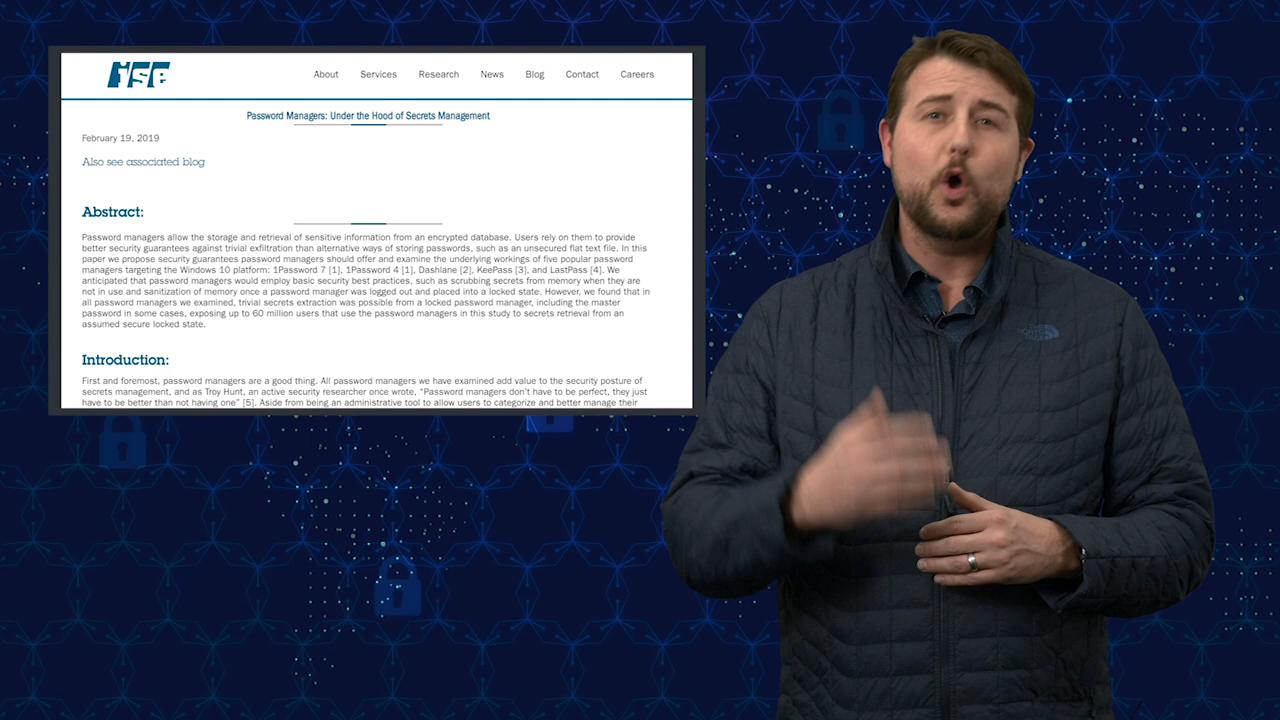 ise
About Services Research News Blog Contact Careers
Password Managers: Under the Hood of Secrets Management
February 19, 2019
Also see associated blog
Abstract:
Password managers allow the storage and retrieval of sensitive information from an encrypted database. Users rely on them to provide
better security guarantees against trivial exfiltration than alternative ways of storing passwords, such as an unsecured flat text file. In this
paper we propose security guarantees password managers should offer and examine the underlying workings of five popular password
managers targeting the Windows 10 platform: 1Password 7 [1], 1Password 4 [1], Dashlane [2], KeePass [3], and LastPass [4]. We
anticipated that password managers would employ basic security best practices, such as scrubbing secrets from memory when they are
not in use and sanitization of memory once a password manager was logged out and placed into a locked state. However, we found that in
all password managers we examined, trivial secrets extraction was possible from a locked password manager, including the master
password in some cases, exposing up to 60 million users that use the password managers in this study to secrets retrieval from an
assumed secure locked state.
Introduction:
First and foremost, password managers are a good thing. All password managers we have examined add value to the security posture of
secrets management, and as Troy Hunt, an active security researcher once wrote, “Password managers don’t have to be perfect, they just
have to be better than not having one” [5]. Aside from being an administrative tool to allow users to categorize and better manage their
THE NORTH FACE